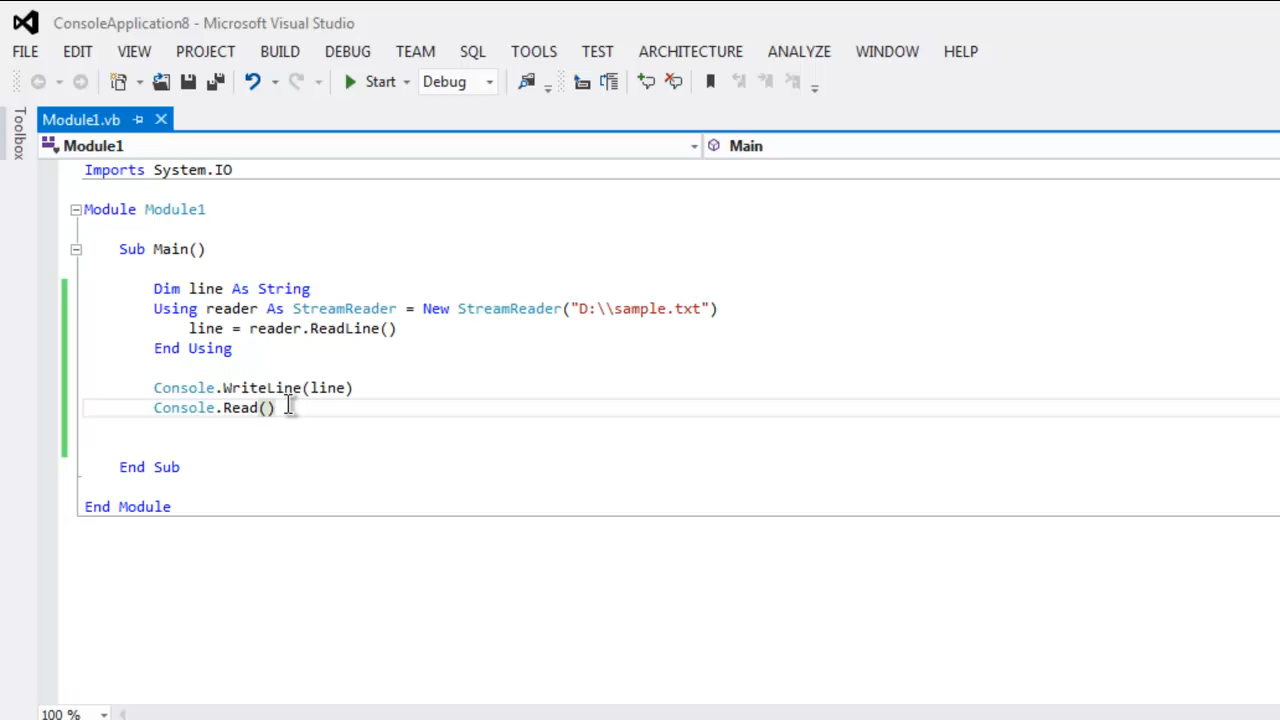 ConsoleApplication8 - Microsoft Visual Studio
FILE EDIT VIEW PROJECT BUILD DEBUG TEAM SQL TOOLS TEST ARCHITECTURE ANALYZE WINDOW HELP
Start Debug
Toolbox
Module1.vb
Module1 Main
Imports System.IO
Module Module1
Sub Main()
Dim line As String
Using reader As StreamReader = New StreamReader("D:\\sample.txt")
line = reader.ReadLine()
End Using
Console.WriteLine(line)
Console.Read()
End Sub
End Module
100 %